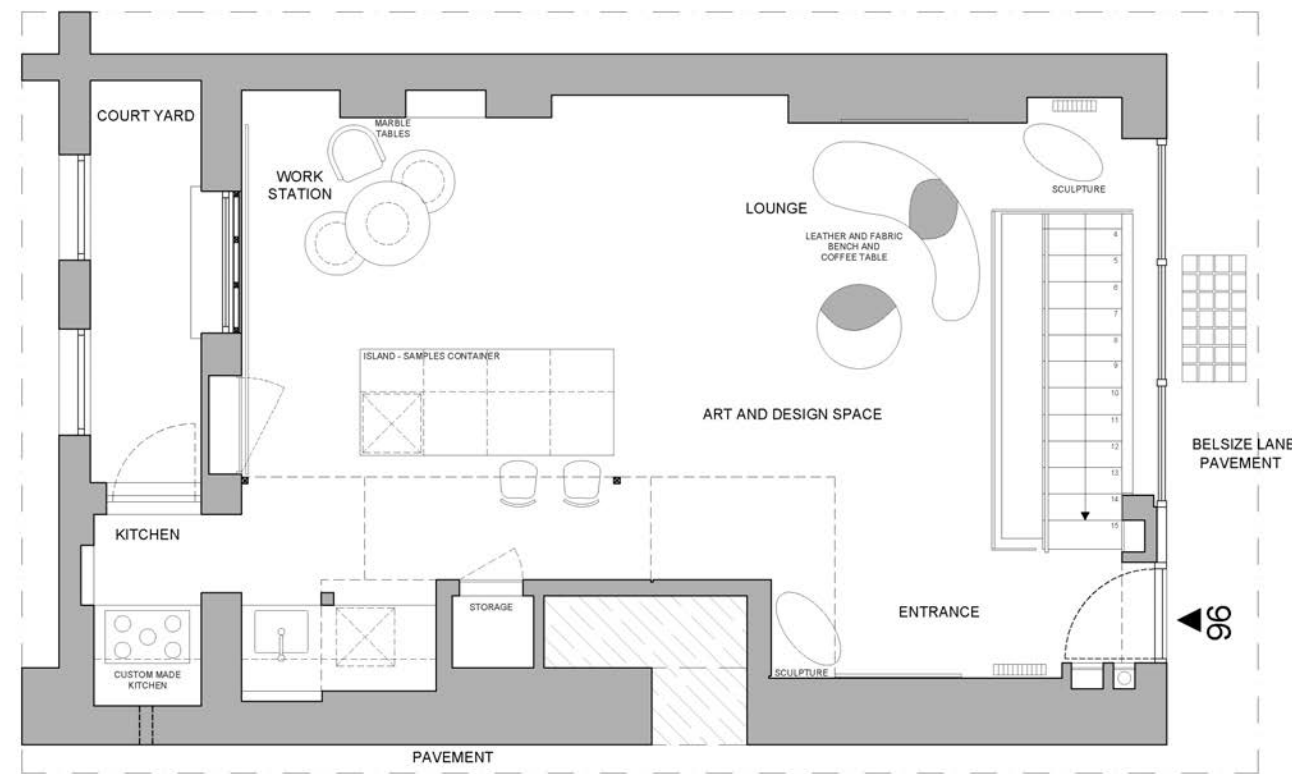 COURT YARD
MARBLE
TABLES
WORK
STATION
SCULPTURE
LOUNGE
LEATHER AND FABRIC
BENCH AND
COFFEE TABLE
4
5
6
7
8
9
10
11
12
13
14
15
ISLAND - SAMPLES CONTAINER
ART AND DESIGN SPACE
BELSIZE LANE
PAVEMENT
KITCHEN
STORAGE
ENTRANCE
96
CUSTOM MADE
KITCHEN
SCULPTURE
PAVEMENT